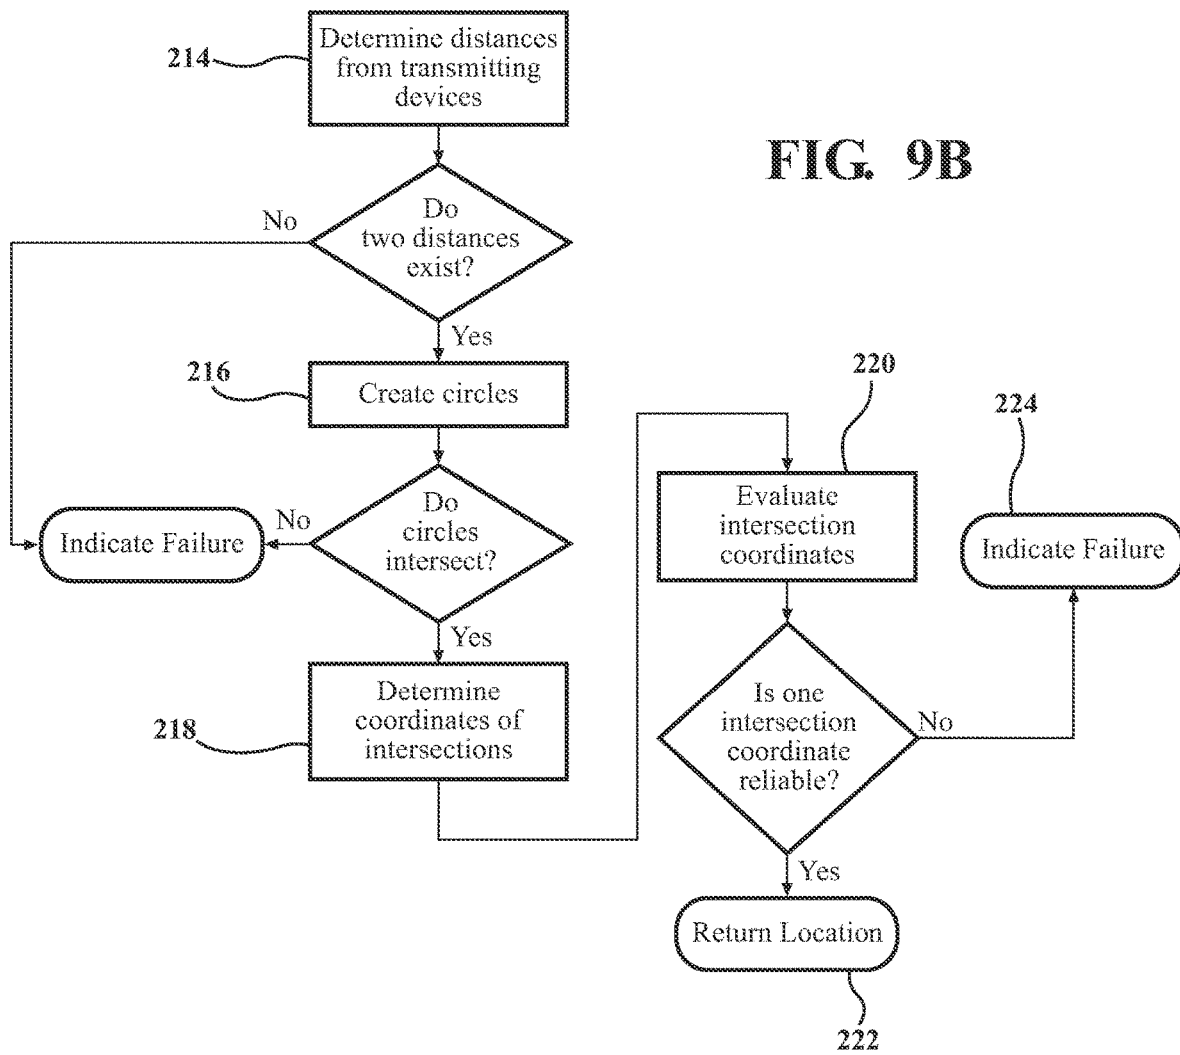 214
Determine distances
from transmitting
devices
FIG. 9B
No
Do
two distances
exist?
Yes
216
Create circles
Indicate Failure
No
Do
circles
intersect?
Yes
218
Determine
coordinates of
intersections
220
Evaluate
intersection
coordinates
224
Indicate Failure
Is one
intersection
coordinate
reliable?
No
Yes
Return Location
222